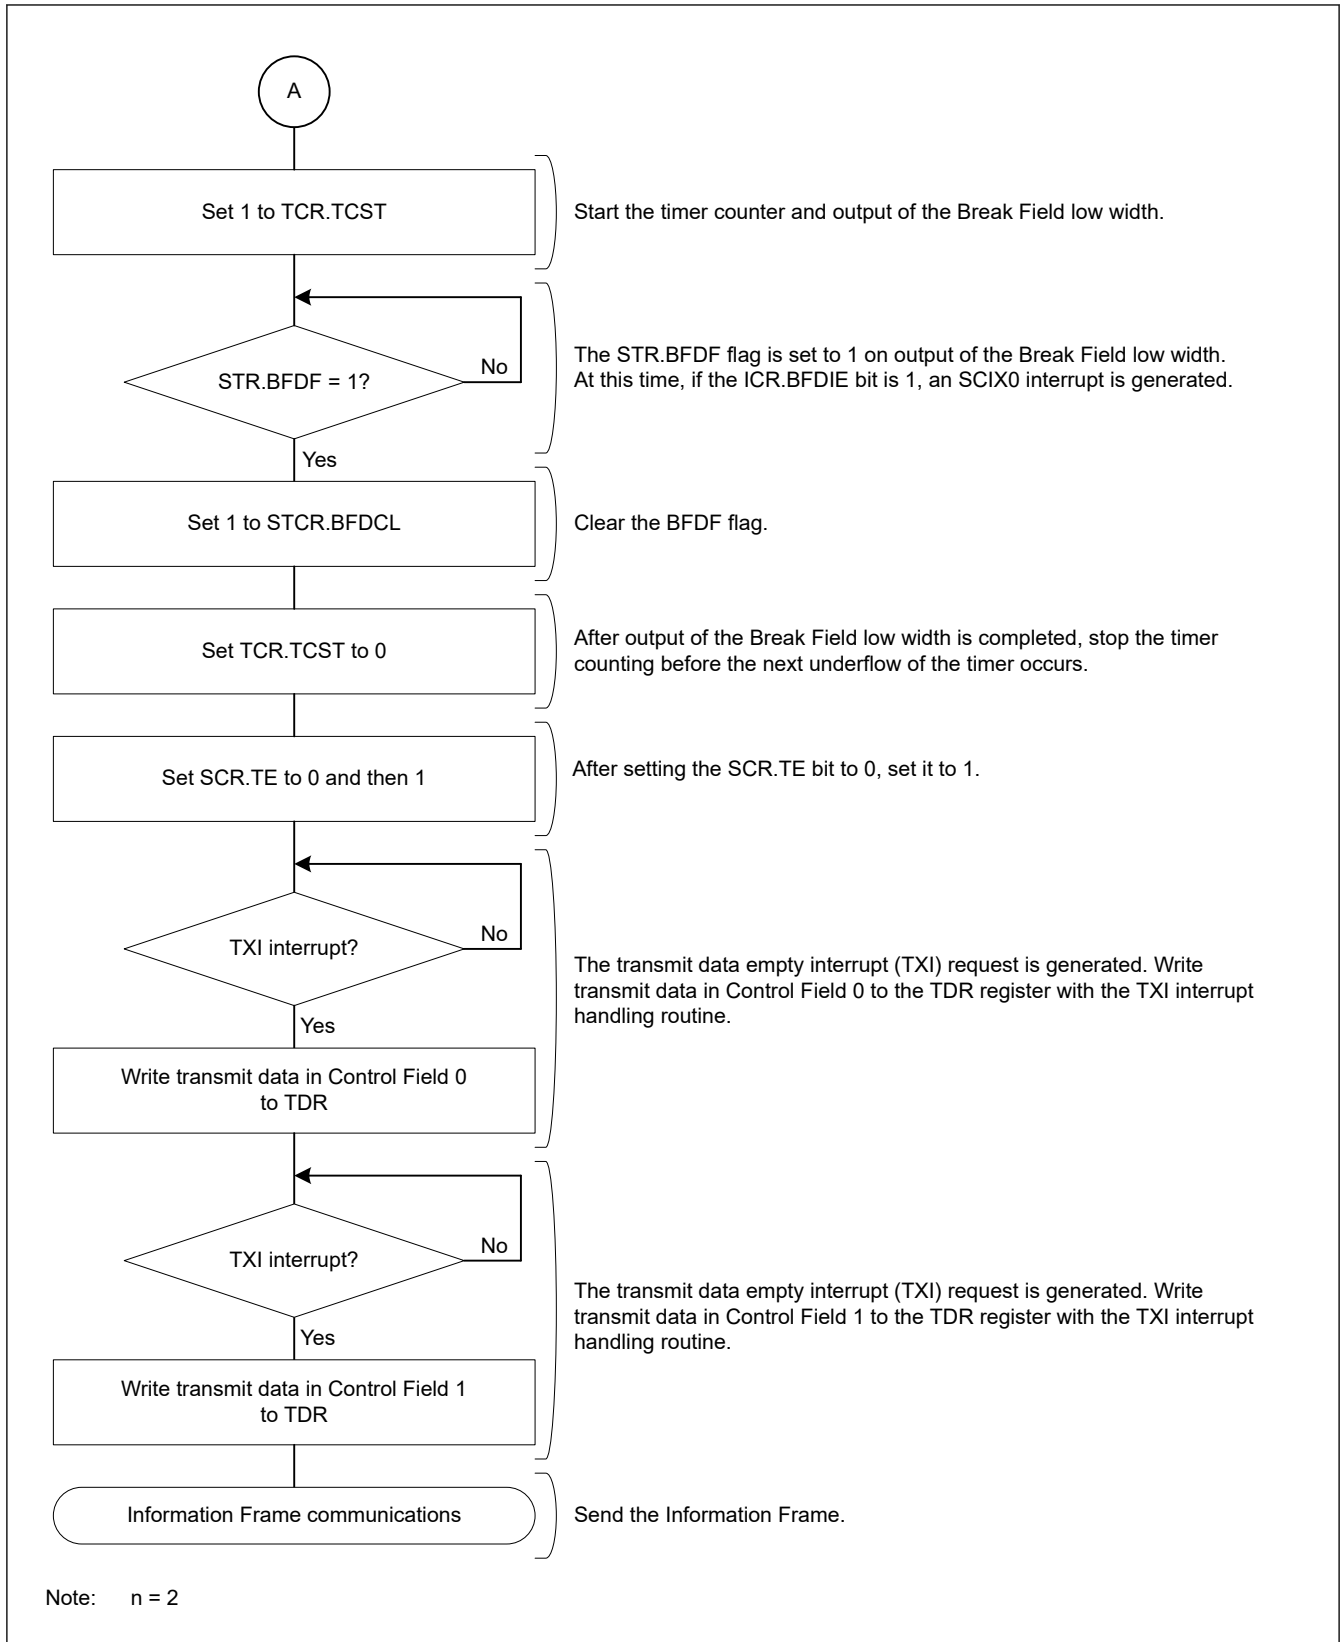 A
Set 1 to TCR.TCST
Start the timer counter and output of the Break Field low width.
STR.BFDF = 1?
No
The STR.BFDF flag is set to 1 on output of the Break Field low width.
At this time, if the ICR.BFDIE bit is 1, an SCIX0 interrupt is generated.
Yes
Set 1 to STCR.BFDCL
Clear the BFDF flag.
Set TCR.TCST to 0
After output of the Break Field low width is completed, stop the timer
counting before the next underflow of the timer occurs.
Set SCR.TE to 0 and then 1
After setting the SCR.TE bit to 0, set it to 1.
TXI interrupt?
No
The transmit data empty interrupt (TXI) request is generated. Write
transmit data in Control Field 0 to the TDR register with the TXI interrupt
handling routine.
Yes
Write transmit data in Control Field 0
to TDR
TXI interrupt?
No
The transmit data empty interrupt (TXI) request is generated. Write
transmit data in Control Field 1 to the TDR register with the TXI interrupt
handling routine.
Yes
Write transmit data in Control Field 1
to TDR
Information Frame communications
Send the Information Frame.
Note: n = 2